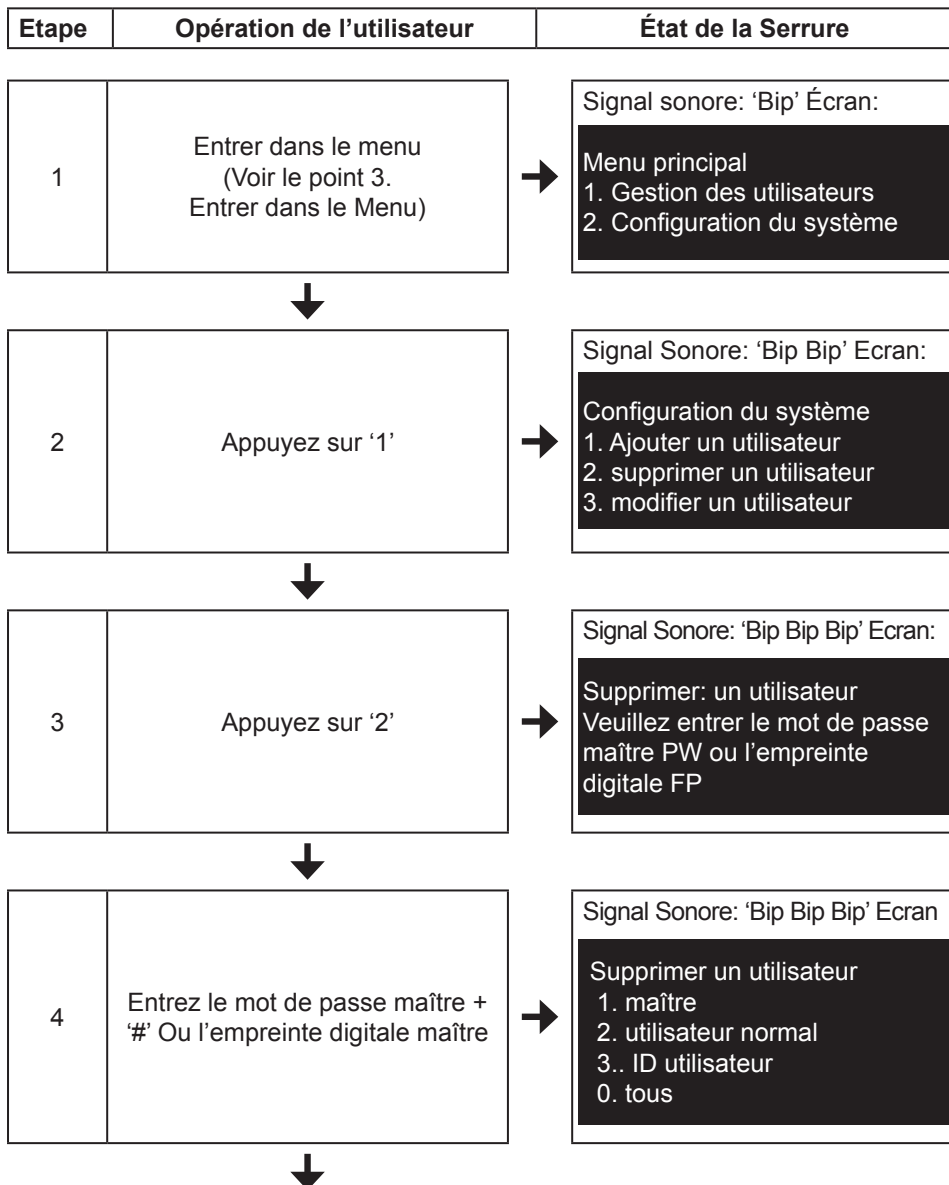 Etape Opération de l'utilisateur État de la Serrure
1
Entrer dans le menu
(Voir le point 3.
Entrer dans le Menu)
Signal sonore: ‘Bip’ Écran:
Menu principal
1. Gestion des utilisateurs
2. Configuration du système
2
Appuyez sur ‘1’
Signal Sonore: ‘Bip Bip’ Ecran:
Configuration du système
1. Ajouter un utilisateur
2. supprimer un utilisateur
3. modifier un utilisateur
3
Appuyez sur ‘2’
Signal Sonore: ‘Bip Bip Bip’ Ecran:
Supprimer: un utilisateur
Veuillez entrer le mot de passe
maître PW ou l’empreinte
digitale FP
4
Entrez le mot de passe maître +
‘#’ Ou l’empreinte digitale maître
Signal Sonore: ‘Bip Bip Bip’ Ecran
Supprimer un utilisateur
1. maître
2. utilisateur normal
3.. ID utilisateur
0. tous